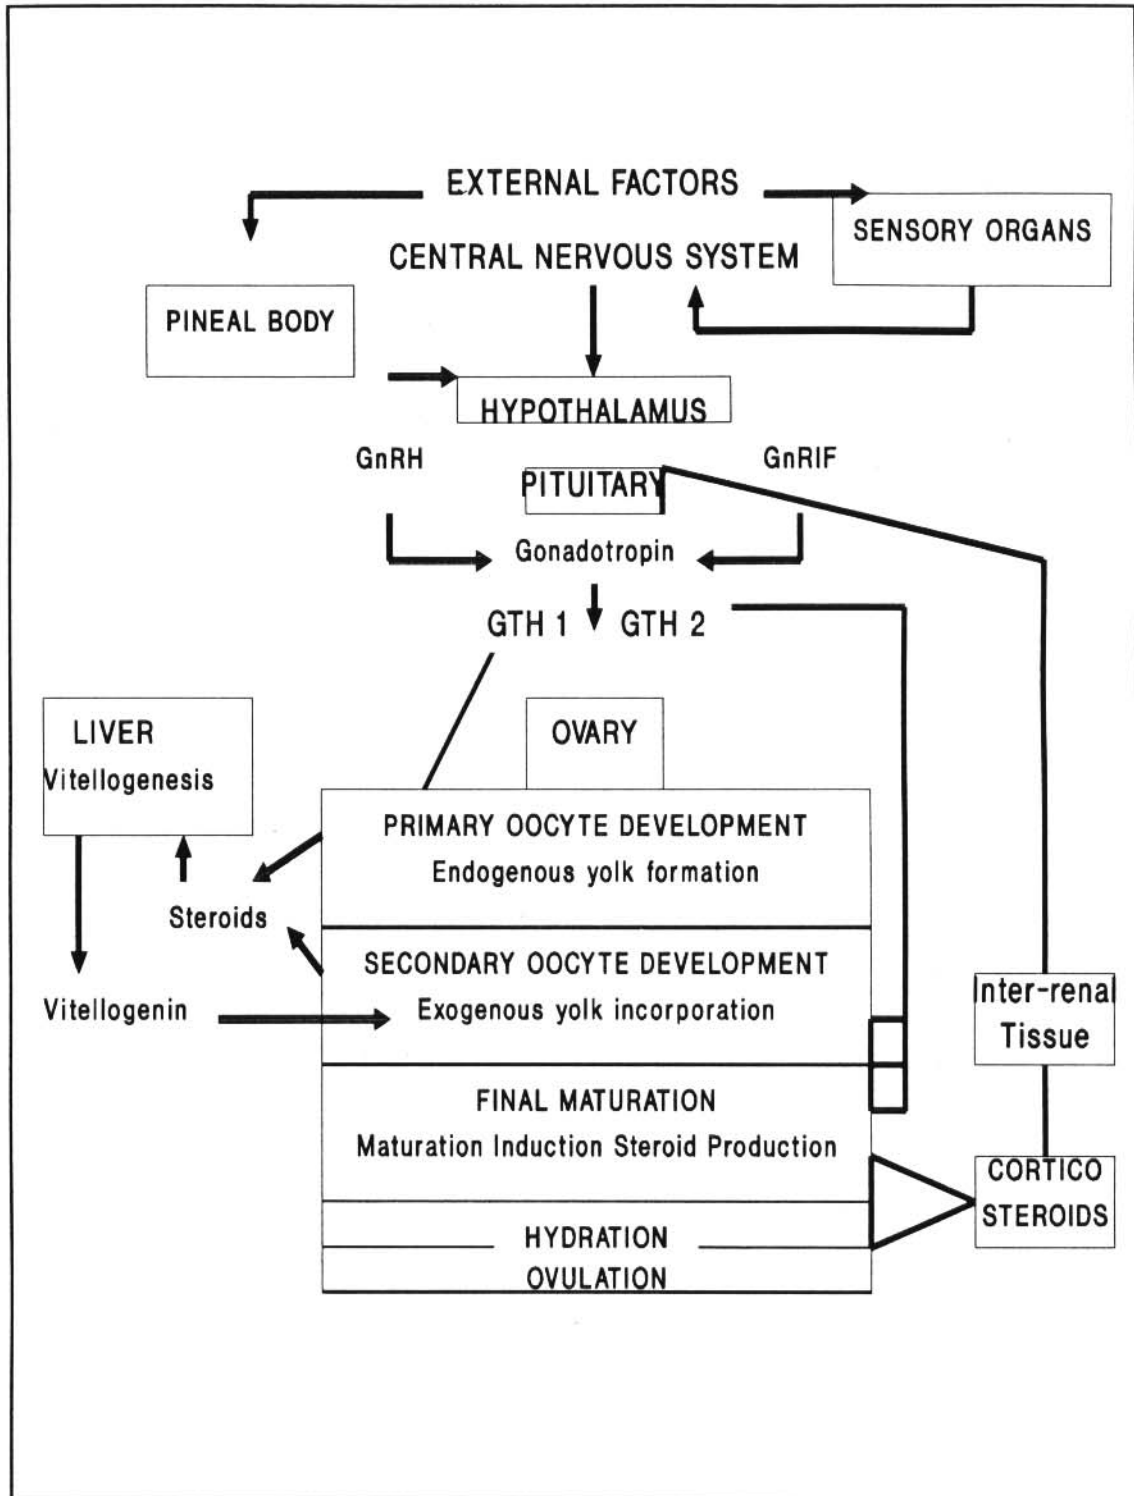 EXTERNAL FACTORS
SENSORY ORGANS
CENTRAL NERVOUS SYSTEM
PINEAL BODY
HYPOTHALAMUS
GnRH
GnRIF
PITUITARY
Gonadotropin
GTH 1
GTH 2
LIVER
Vitellogenesis
OVARY
PRIMARY OOCYTE DEVELOPMENT
Endogenous yolk formation
Steroids
SECONDARY OOCYTE DEVELOPMENT
Exogenous yolk incorporation
Vitellogenin
Inter-renal
Tissue
FINAL MATURATION
Maturation Induction Steroid Production
CORTICO
STEROIDS
HYDRATION
OVULATION